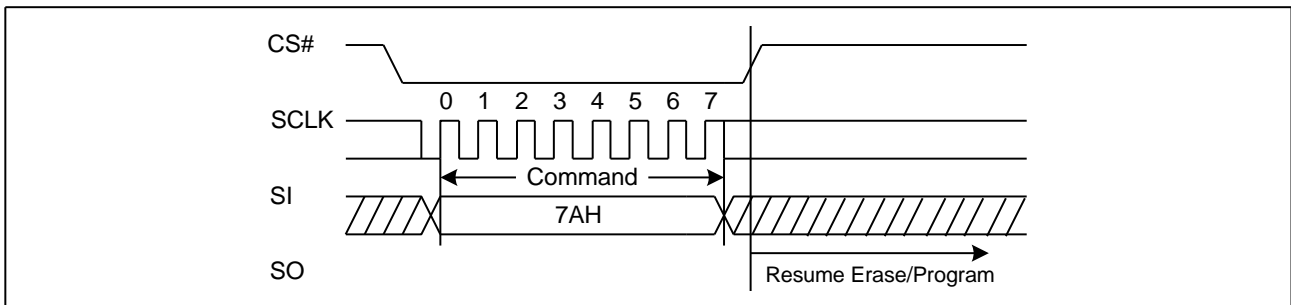 CS#
0 1 2 3 4 5 6 7
SCLK
Command
SI
7AH
SO
Resume Erase/Program